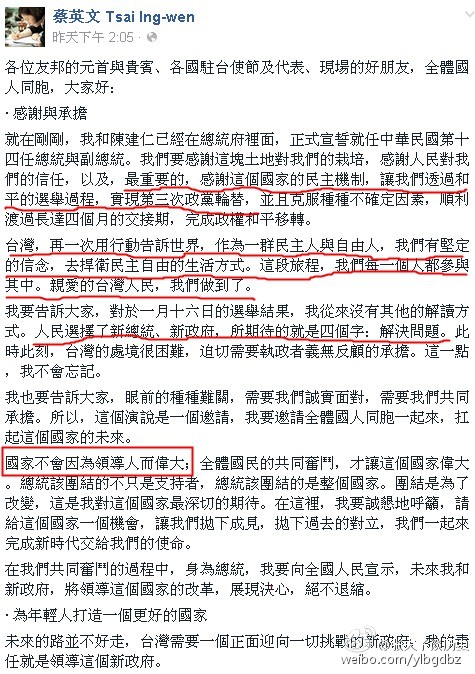 蔡英文 Tsai Ing-wen
昨天下午 2:05
各位友邦的元首與貴賓、各國駐台使節及代表、現場的好朋友，全體國
人同胞，大家好：
·感謝與承擔
就在剛剛，我和陳建仁已經在總統府裡面，正式宣誓就任中華民國第十
四任總統與副總統。我們要感謝這塊土地對我們的栽培，感謝人民對我
們的信任，以及，最重要的，感謝這個國家的民主機制，讓我們透過和
平的選舉過程，實現第三次政黨輪替，並且克服種種不確定因素，順利
渡過長達四個月的交接期，完成政權和平移轉。
台灣，再一次用行動告訴世界，作為一群民主人與自由人，我們有堅定
的信念，去捍衛民主自由的生活方式。這段旅程，我們每一個人都參與
其中。親愛的台灣人民，我們做到了。
我要告訴大家，對於一月十六日的選舉結果，我從來沒有其他的解讀方
式。人民選擇了新總統、新政府，所期待的就是四個字：解決問題。此
時此刻，台灣的處境很困難，迫切需要執政者義無反顧的承擔。這一點
，我不會忘記。
我也要告訴大家，眼前的種種難關，需要我們誠實面對，需要我們共同
承擔。所以，這個演說是一個邀請，我要邀請全體國人同胞一起來，扛
起這個國家的未來。
國家不會因為領導人而偉大；全體國民的共同奮鬥，才讓這個國家偉大
。總統該團結的不只是支持者，總統該團結的是整個國家。團結是為了
改變，這是我對這個國家最深切的期待。在這裡，我要誠懇地呼籲，請
給這個國家一個機會，讓我們拋下成見，拋下過去的對立，我們一起來
完成新時代交給我們的使命。
在我們共同奮鬥的過程中，身為總統，我要向全國人民宣示，未來我和
新政府，將領導這個國家的改革，展現決心，絕不退縮。
·為年輕人打造一個更好的國家
未來的路並不好走，台灣需要一個正面迎向一切挑戰的新政府，我的責
任就是領導這個新政府。
weibo.com/ylbgdbz